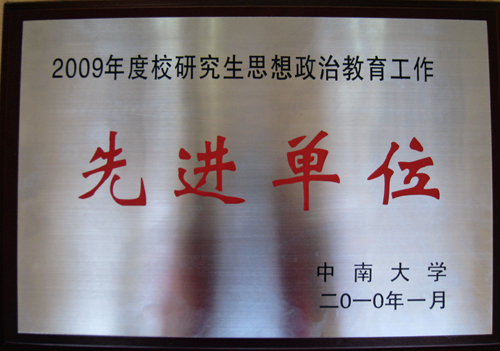 2009年度校研究生思想政治教育工作
先进单位
中南大学
二0一0年一月